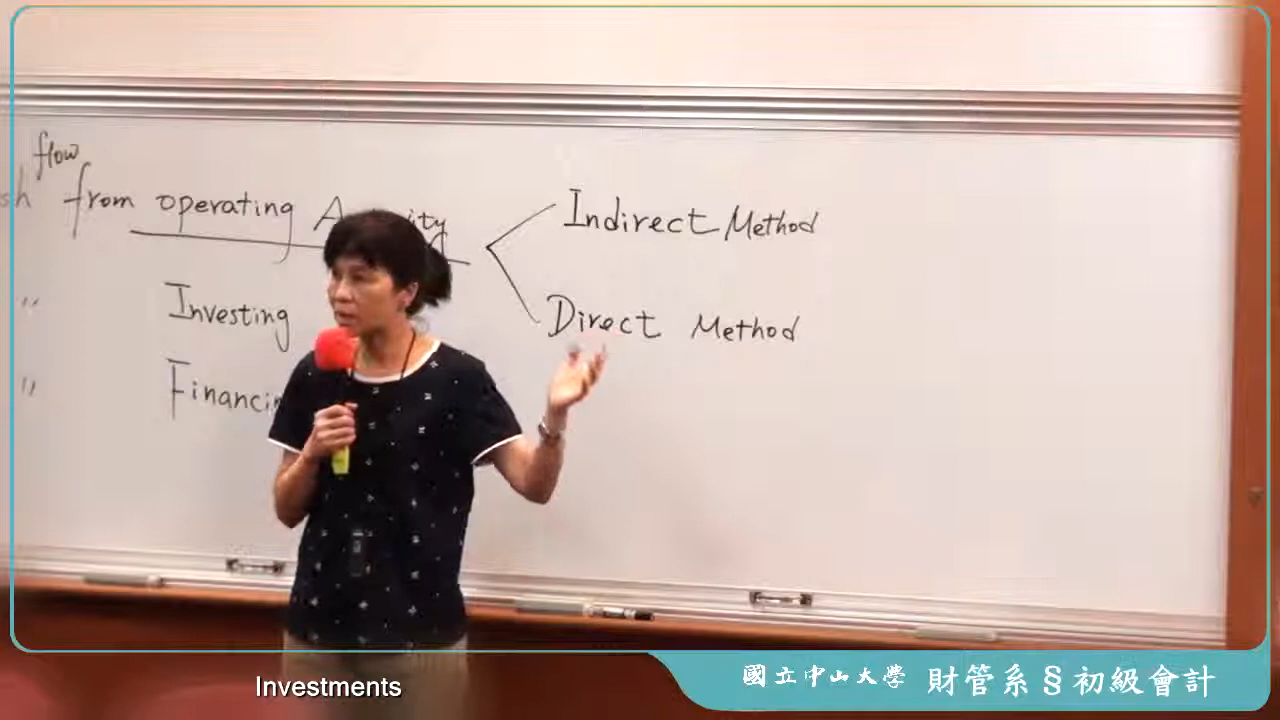 flow
from operating
Indirect Method
" Investing
Direct Method
"
Investments
國立中山大學 財管系 § 初級會計